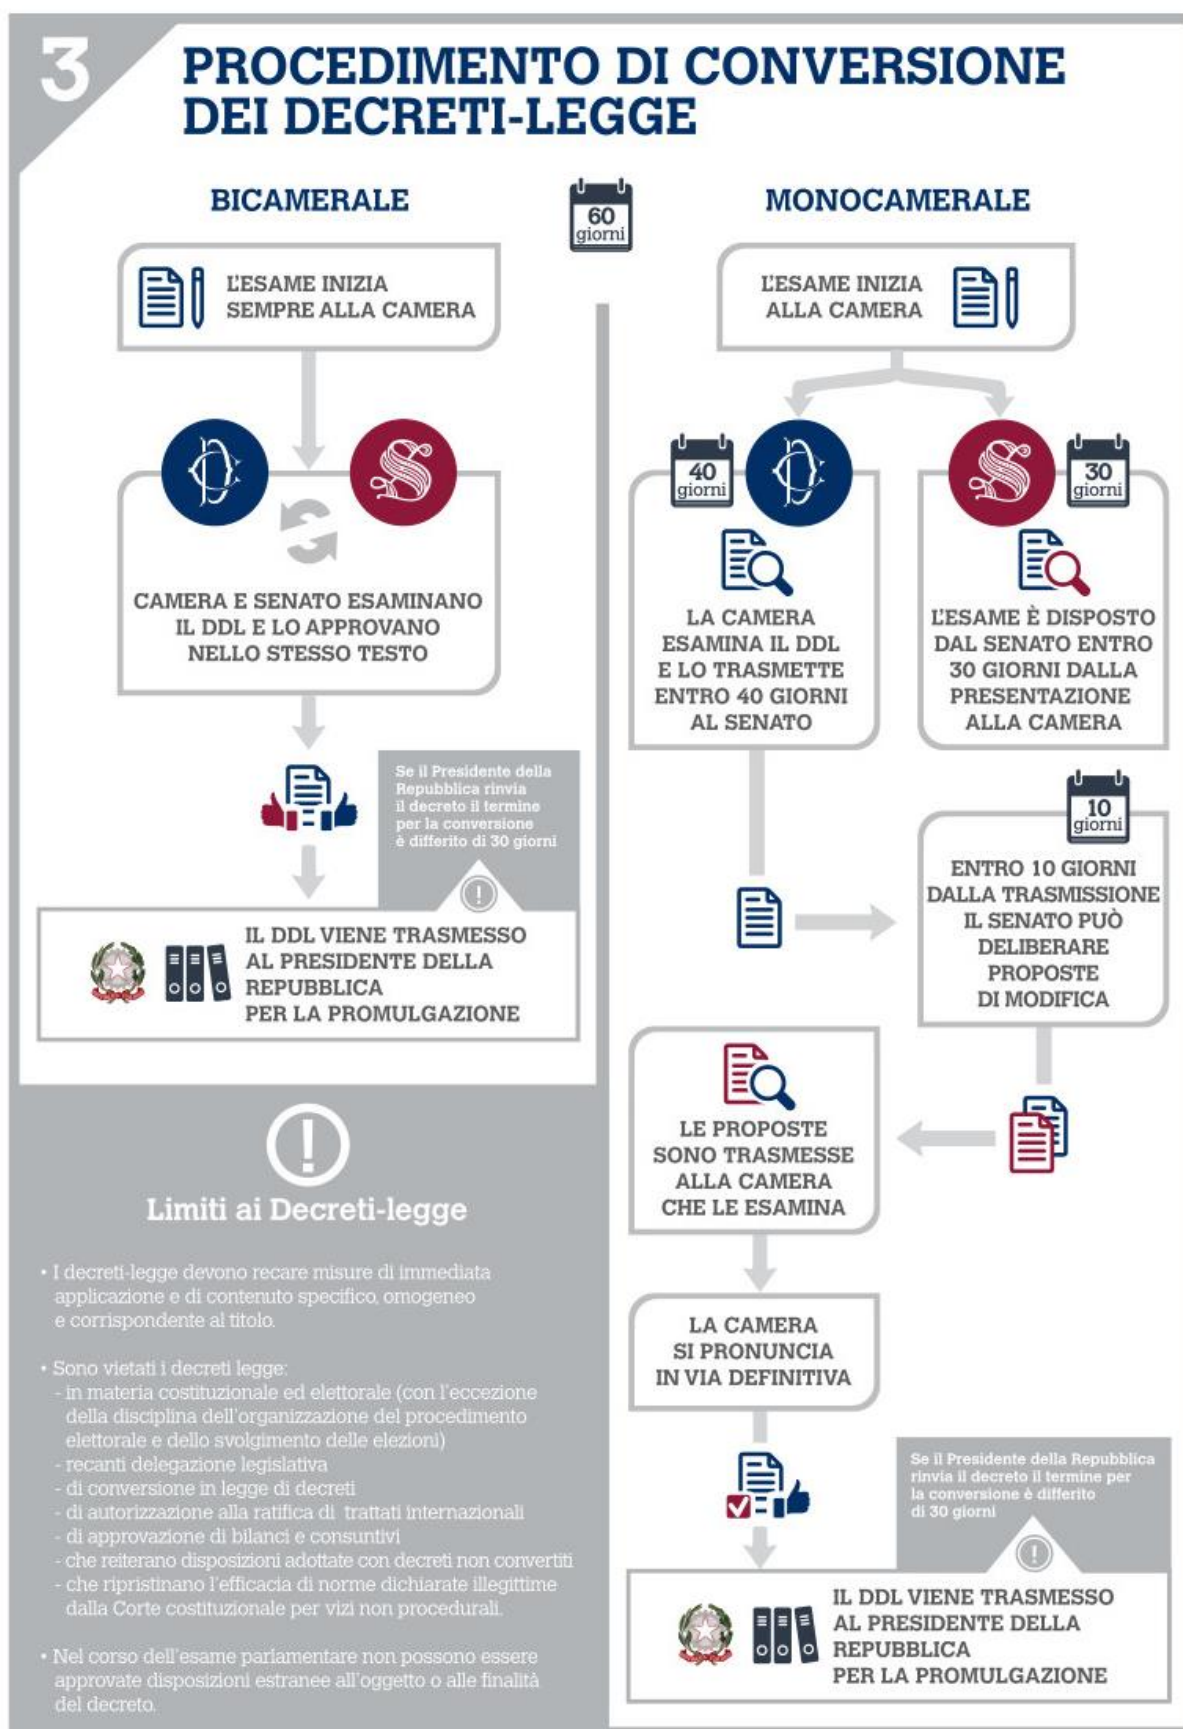 3
PROCEDIMENTO DI CONVERSIONE
DEI DECRETI-LEGGE
60
giorni
BICAMERALE
L'ESAME INIZIA
SEMPRE ALLA CAMERA
CAMERA E SENATO ESAMINANO
IL DDL E LO APPROVANO
NELLO STESSO TESTO
Se il Presidente della
Repubblica rinvia
il decreto il termine
per la conversione
è differito di 30 giorni
!
IL DDL VIENE TRASMESSO
AL PRESIDENTE DELLA
REPUBBLICA
PER LA PROMULGAZIONE
MONOCAMERALE
L'ESAME INIZIA
ALLA CAMERA
40
giorni
LA CAMERA
ESAMINA IL DDL
E LO TRASMETTE
ENTRO 40 GIORNI
AL SENATO
30
giorni
L'ESAME È DISPOSTO
DAL SENATO ENTRO
30 GIORNI DALLA
PRESENTAZIONE
ALLA CAMERA
10
giorni
ENTRO 10 GIORNI
DALLA TRASMISSIONE
IL SENATO PUÒ
DELIBERARE
PROPOSTE
DI MODIFICA
LE PROPOSTE
SONO TRASMESSE
ALLA CAMERA
CHE LE ESAMINA
LA CAMERA
SI PRONUNCIA
IN VIA DEFINITIVA
Se il Presidente della Repubblica
rinvia il decreto il termine per
la conversione è differito
di 30 giorni
!
IL DDL VIENE TRASMESSO
AL PRESIDENTE DELLA
REPUBBLICA
PER LA PROMULGAZIONE
!
Limiti ai Decreti-legge
• I decreti-legge devono recare misure di immediata
applicazione e di contenuto specifico, omogeneo
e corrispondente al titolo.
• Sono vietati i decreti legge:
- in materia costituzionale ed elettorale (con l'eccezione
della disciplina dell'organizzazione del procedimento
elettorale e dello svolgimento delle elezioni)
- recanti delegazione legislativa
- di conversione in legge di decreti
- di autorizzazione alla ratifica di trattati internazionali
- di approvazione di bilanci e consuntivi
- che reiterano disposizioni adottate con decreti non convertiti
- che ripristinano l'efficacia di norme dichiarate illegittime
dalla Corte costituzionale per vizi non procedurali.
• Nel corso dell'esame parlamentare non possono essere
approvate disposizioni estranee all'oggetto o alle finalità
del decreto.